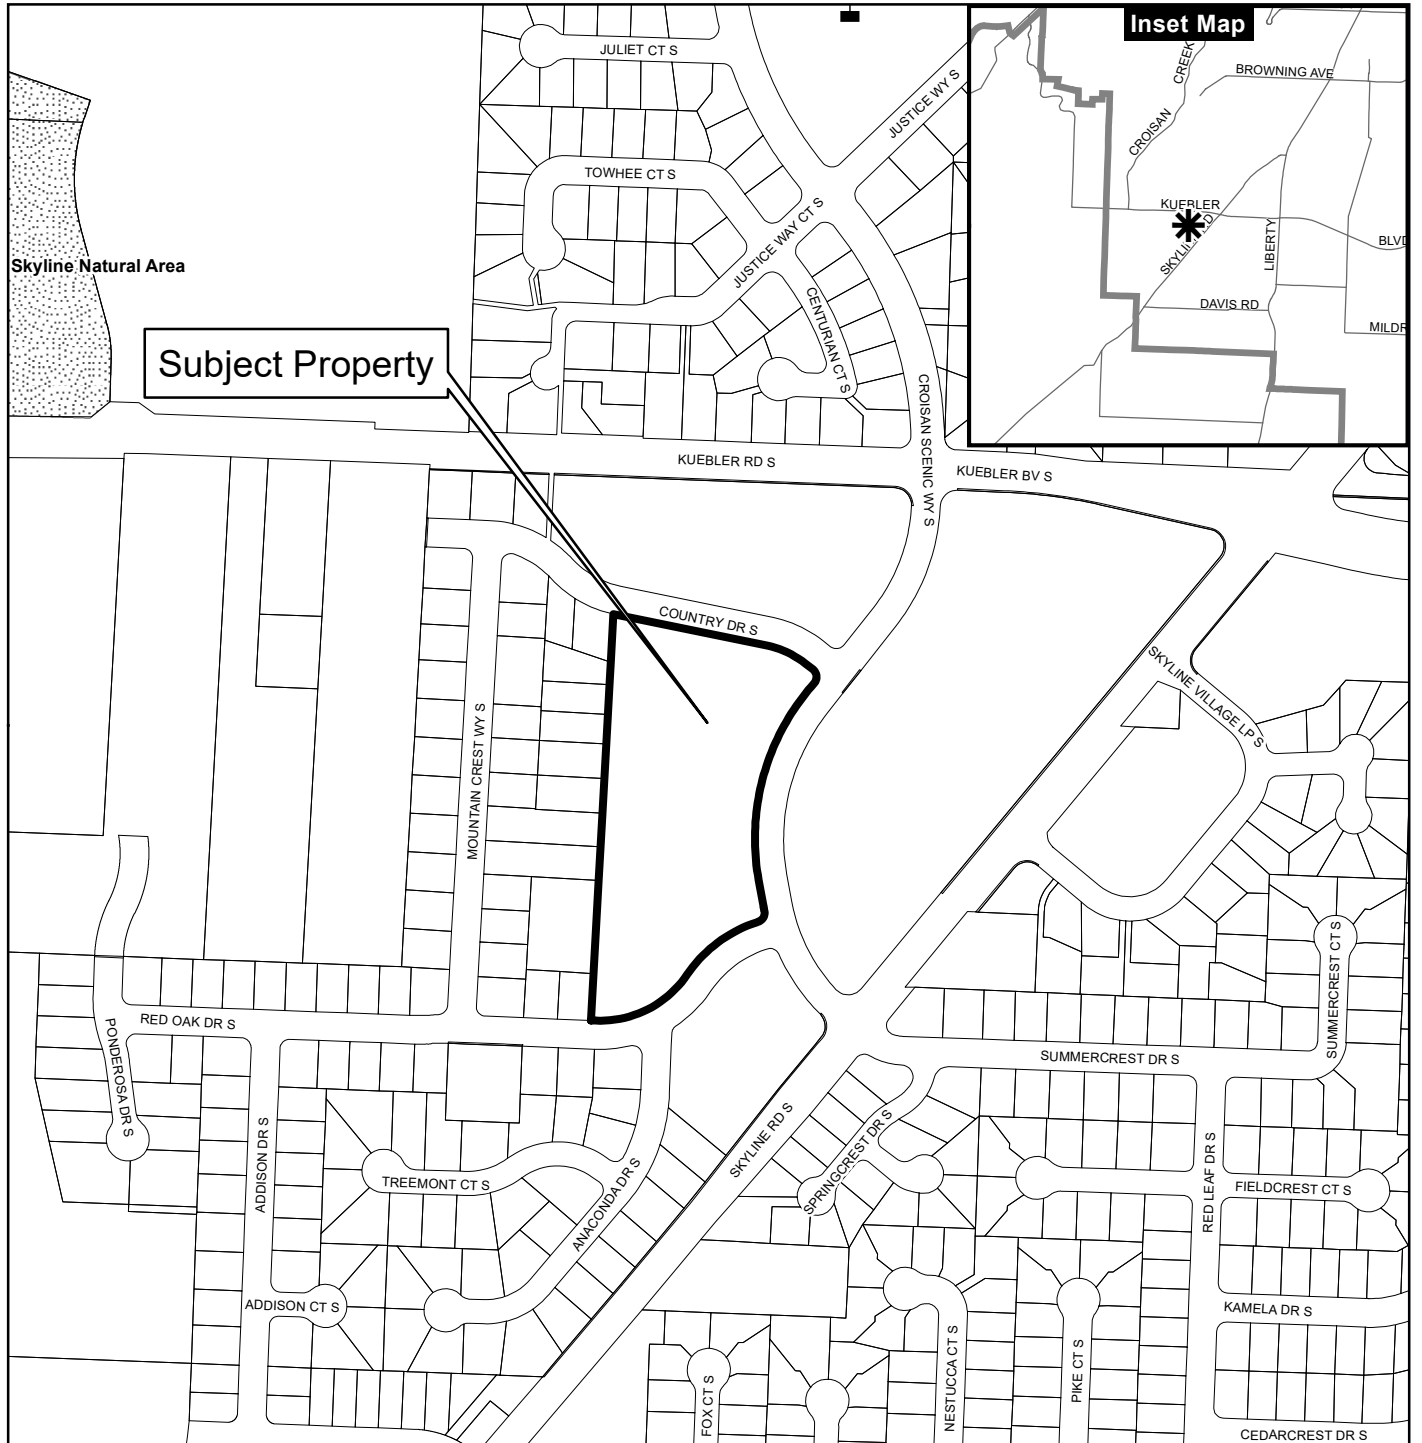 Inset Map
JULIET CT S
JUSTICE WY S
CREEK
BROWNING AVE
CROISAN
TOWHEE CT S
JUSTICE WAY CT S
KUEBLER
SKYLINE RD
LIBERTY
BLVD
Skyline Natural Area
CENTURIAN CT S
DAVIS RD
MILDR
Subject Property
CROISAN SCENIC WY S
KUEBLER RD S
KUEBLER BV S
COUNTRY DR S
SKYLINE VILLAGE LP S
MOUNTAIN CREST WY S
SUMMERCREST CT S
RED OAK DR S
PONDEROSA DR S
SUMMERCREST DR S
ADDISON DR S
SKYLINE RD S
SPRINGCREST DR S
RED LEAF DR S
TREEMONT CT S
ANACONDA DR S
FIELDCREST CT S
ADDISON CT S
KAMELA DR S
FOX CT S
NESTUCCA CT S
PIKE CT S
CEDARCREST DR S